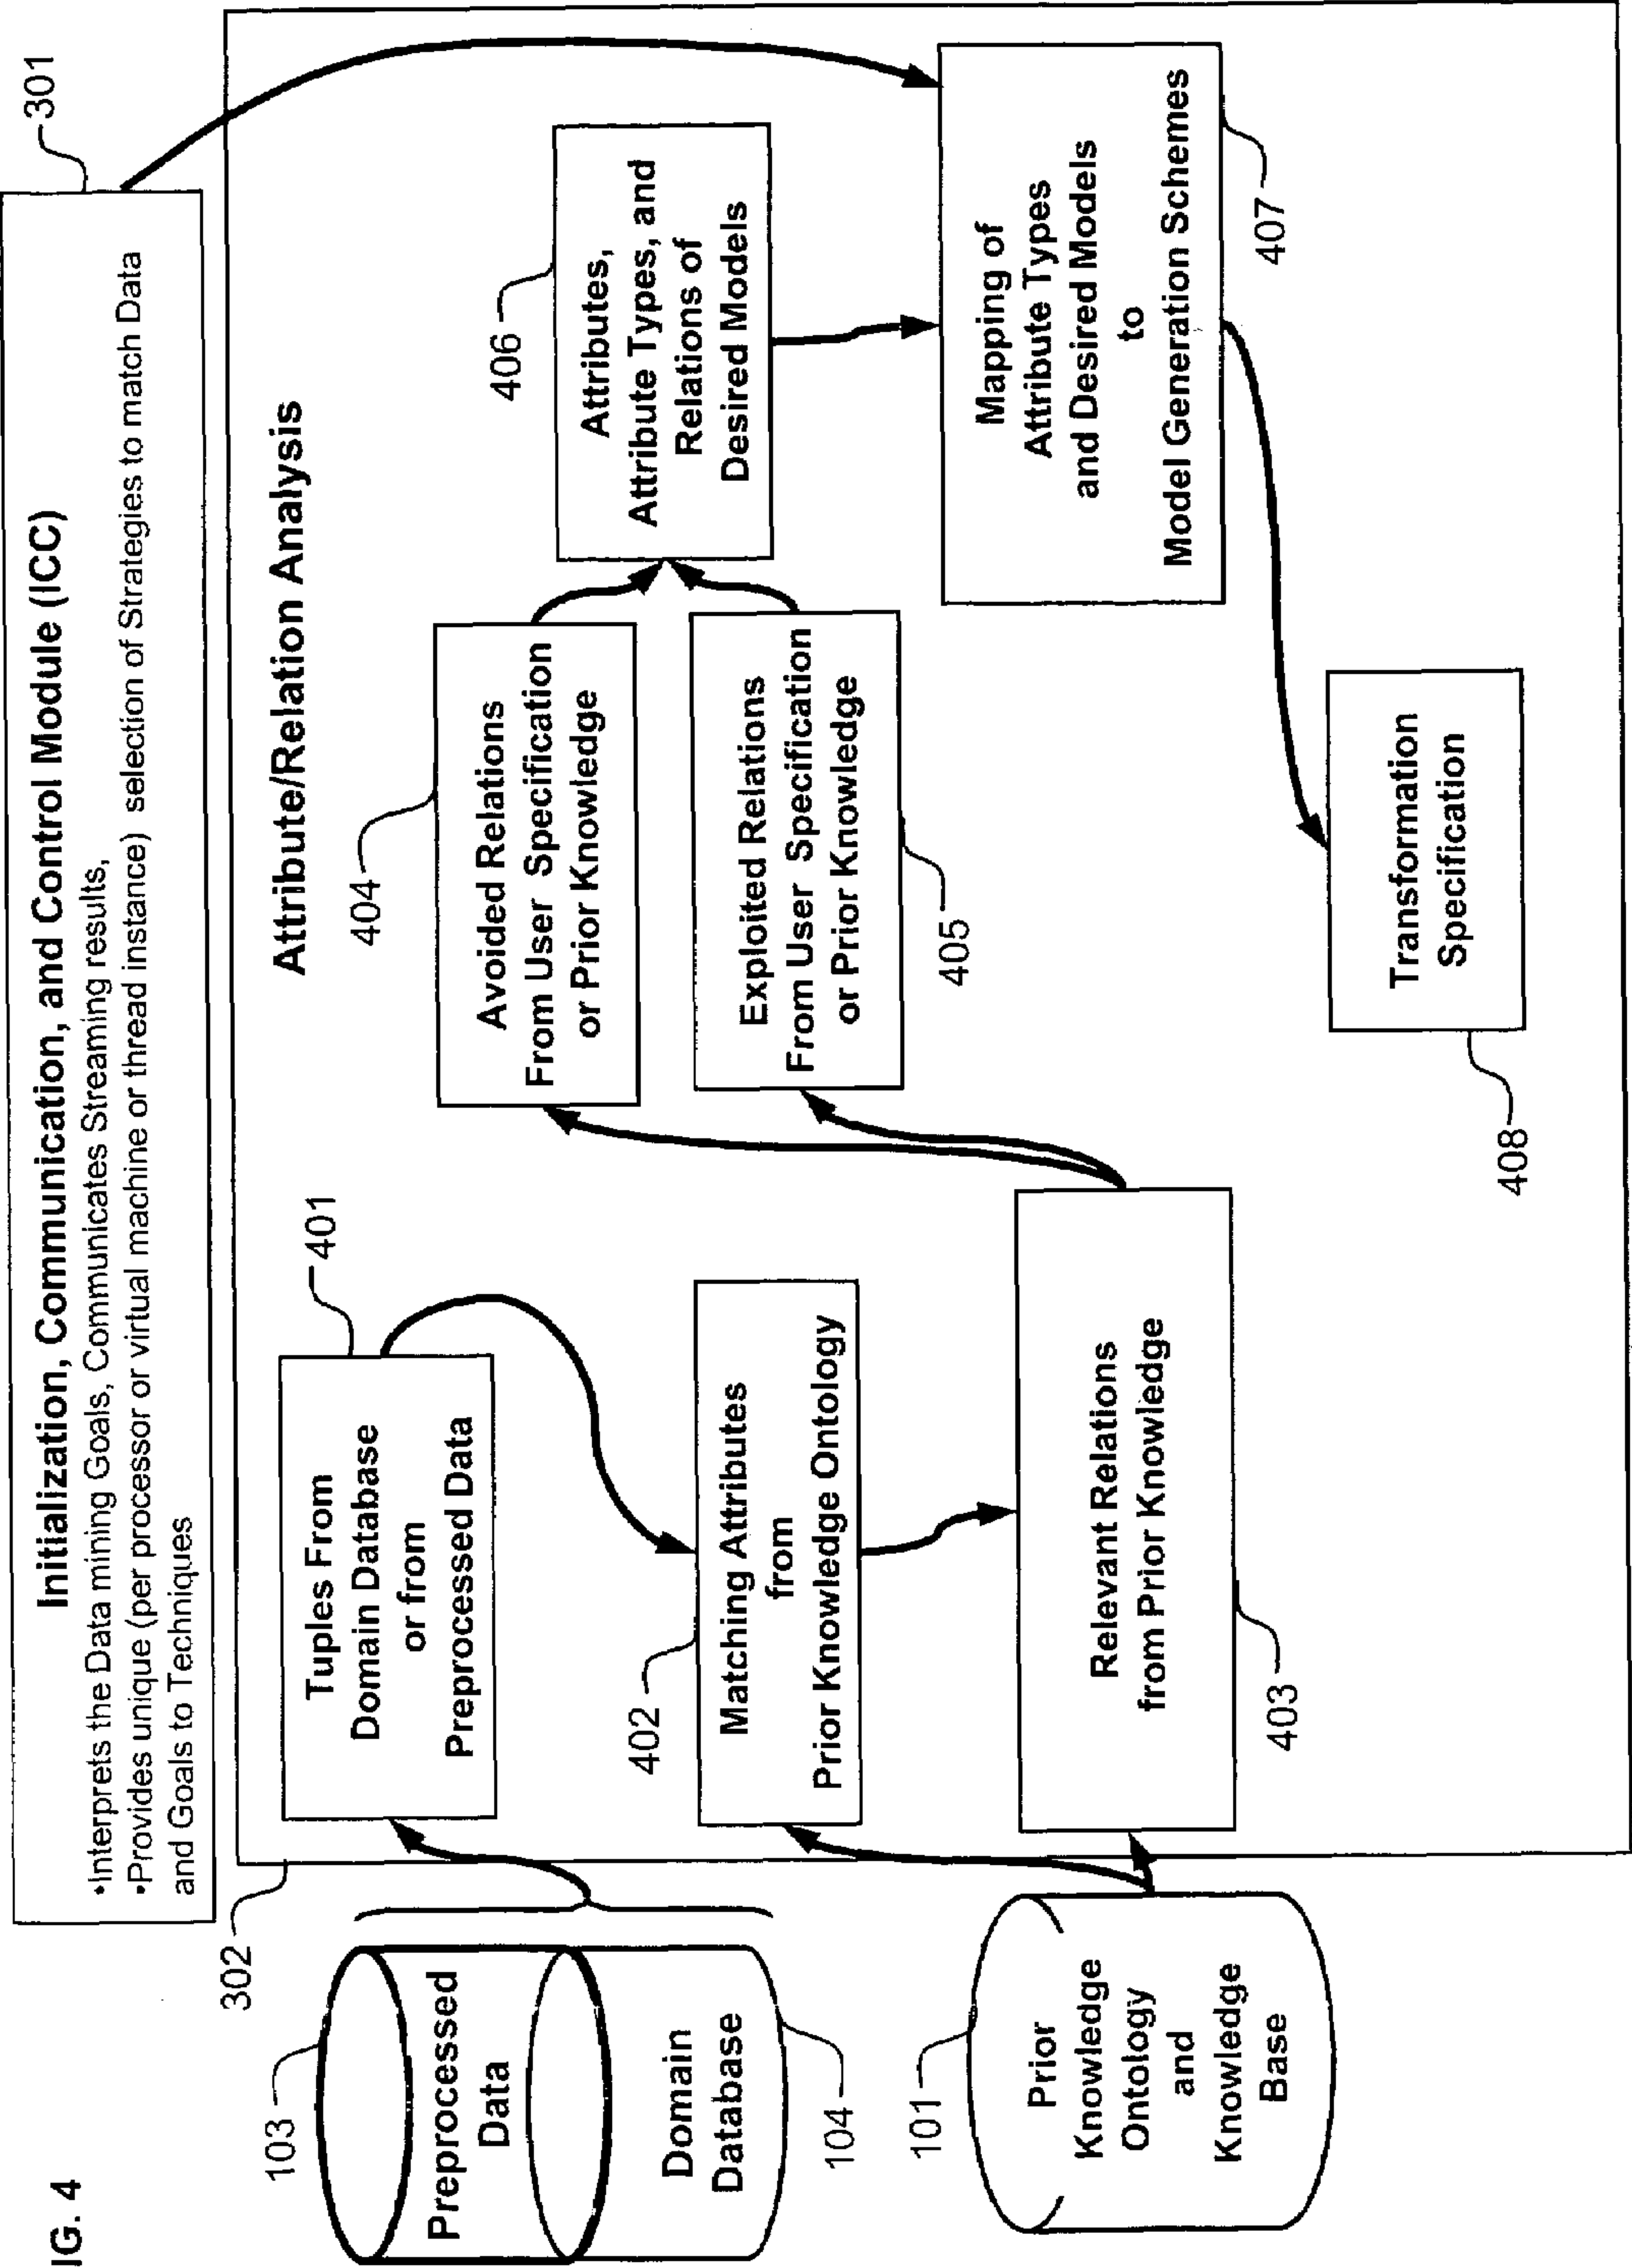 IG. 4
Initialization, Communication, and Control Module (ICC)
•Interprets the Data mining Goals, Communicates Streaming results,
•Provides unique (per processor or virtual machine or thread instance) selection of Strategies to match Data
and Goals to Techniques
301
302
Attribute/Relation Analysis
103
Preprocessed
Data
Domain
Database
104
101
Prior
Knowledge
Ontology
and
Knowledge
Base
401
Tuples From
Domain Database
or from
Preprocessed Data
402
Matching Attributes
from
Prior Knowledge Ontology
Relevant Relations
from Prior Knowledge
403
404
Avoided Relations
From User Specification
or Prior Knowledge
Exploited Relations
From User Specification
or Prior Knowledge
405
406
Attributes,
Attribute Types, and
Relations of
Desired Models
Mapping of
Attribute Types
and Desired Models
to
Model Generation Schemes
407
Transformation
Specification
408